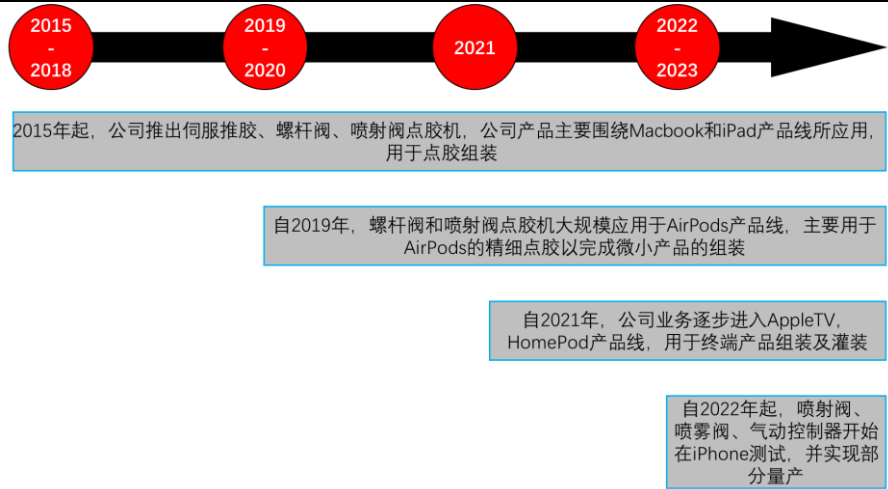 2015
-
2018
2019
-
2020
2021
2022
-
2023
2015年起，公司推出伺服推胶、螺杆阀、喷射阀点胶机，公司产品主要围绕Macbook和iPad产品线所应用，
用于点胶组装
自2019年，螺杆阀和喷射阀点胶机大规模应用于AirPods产品线，主要用于
AirPods的精细点胶以完成微小产品的组装
自2021年，公司业务逐步进入AppleTV，
HomePod产品线，用于终端产品组装及灌装
自2022年起，喷射阀、
喷雾阀、气动控制器开始
在iPhone测试，并实现部
分量产